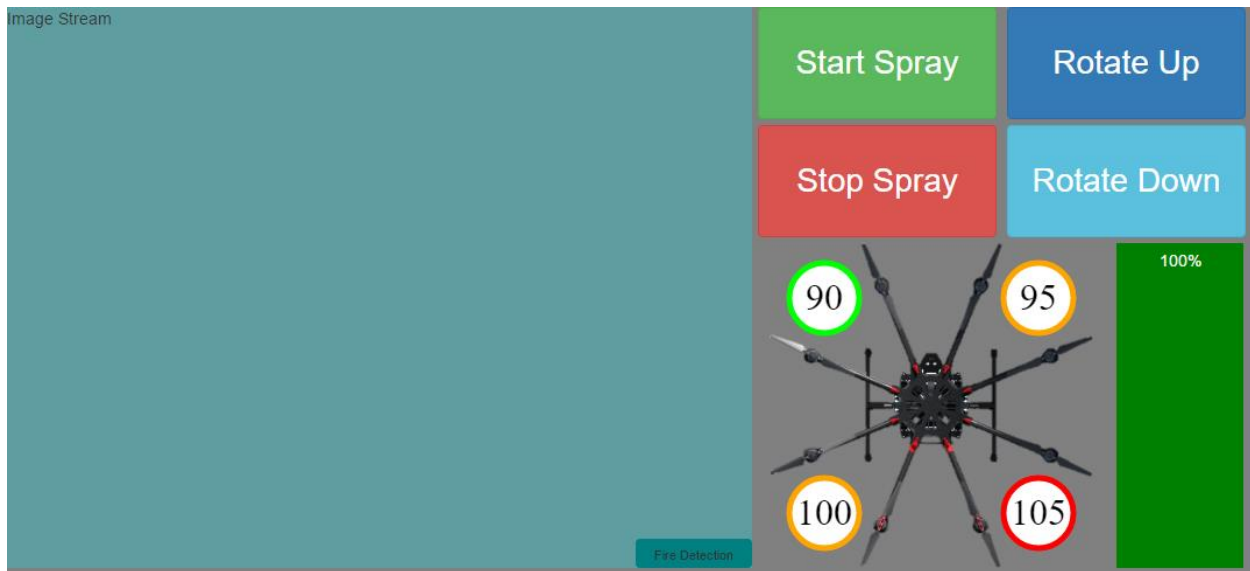 Image Stream
Start Spray
Rotate Up
Stop Spray
Rotate Down
90
95
100%
100
105
Fire Detection